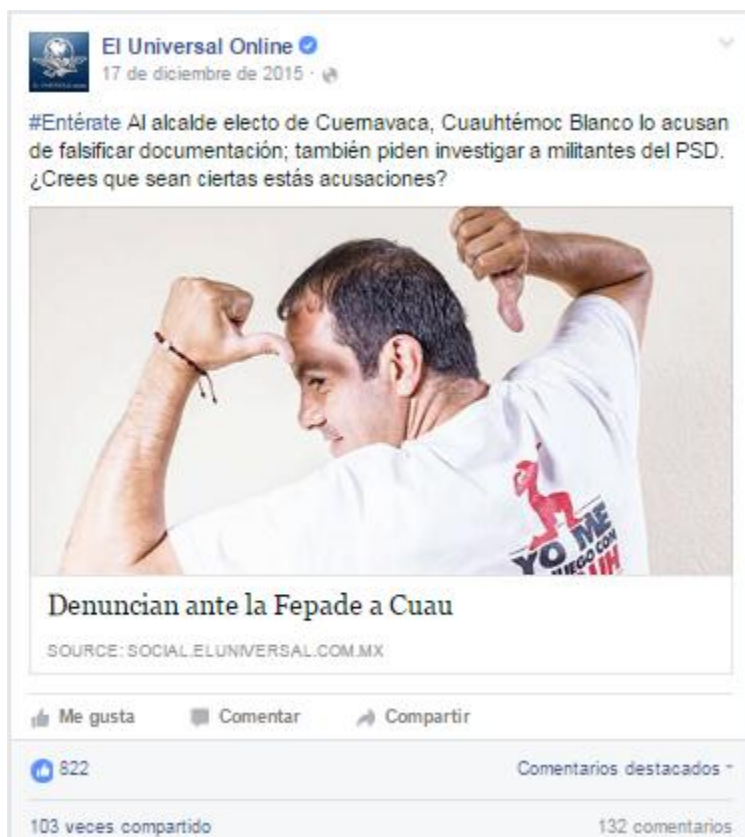 El Universal Online
17 de diciembre de 2015 ·
#Entérate Al alcalde electo de Cuernavaca, Cuauhtémoc Blanco lo acusan
de falsificar documentación; también piden investigar a militantes del PSD.
¿Crees que sean ciertas estás acusaciones?
YO ME
JUEGO CON
UH
Denuncian ante la Fepade a Cuau
SOURCE: SOCIAL.ELUNIVERSAL.COM.MX
Me gusta Comentar Compartir
822 Comentarios destacados
103 veces compartido 132 comentarios